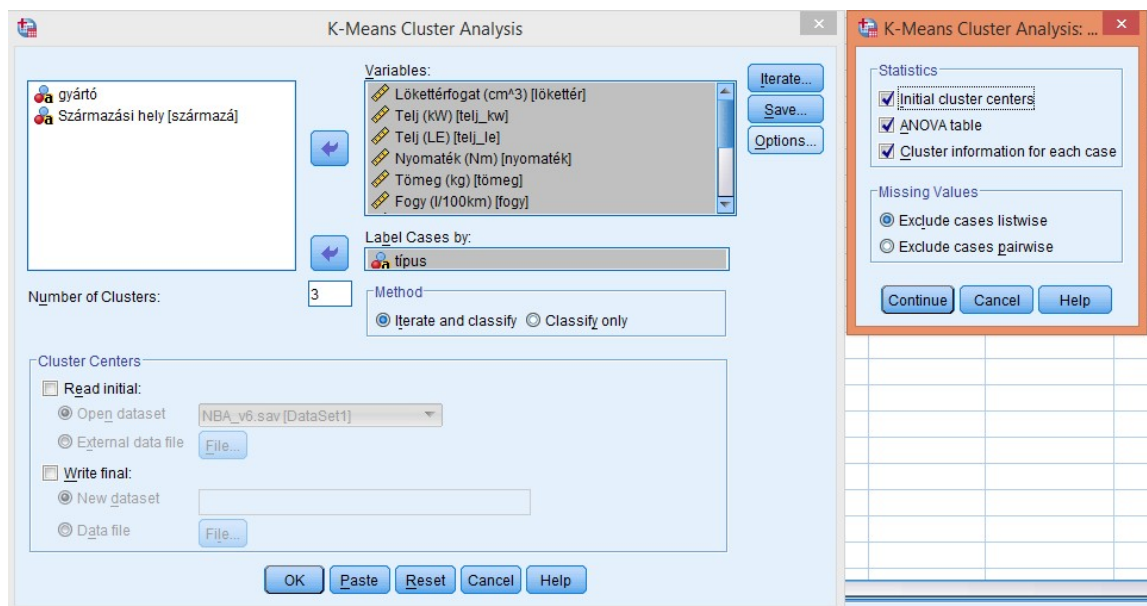 K-Means Cluster Analysis
gyártó
Származási hely [származá]
Variables:
Lökettérfogat (cm^3) [lökettér]
Telj (kW) [telj_kw]
Telj (LE) [telj_le]
Nyomaték (Nm) [nyomaték]
Tömeg (kg) [tömeg]
Fogy (l/100km) [fogy]
Iterate...
Save...
Options...
Label Cases by:
típus
Number of Clusters: 3
Method
Iterate and classify Classify only
Cluster Centers
Read initial:
Open dataset NBA_v6.sav [DataSet1]
External data file File...
Write final:
New dataset
Data file File...
OK Paste Reset Cancel Help
K-Means Cluster Analysis: ...
Statistics
Initial cluster centers
ANOVA table
Cluster information for each case
Missing Values
Exclude cases listwise
Exclude cases pairwise
Continue Cancel Help